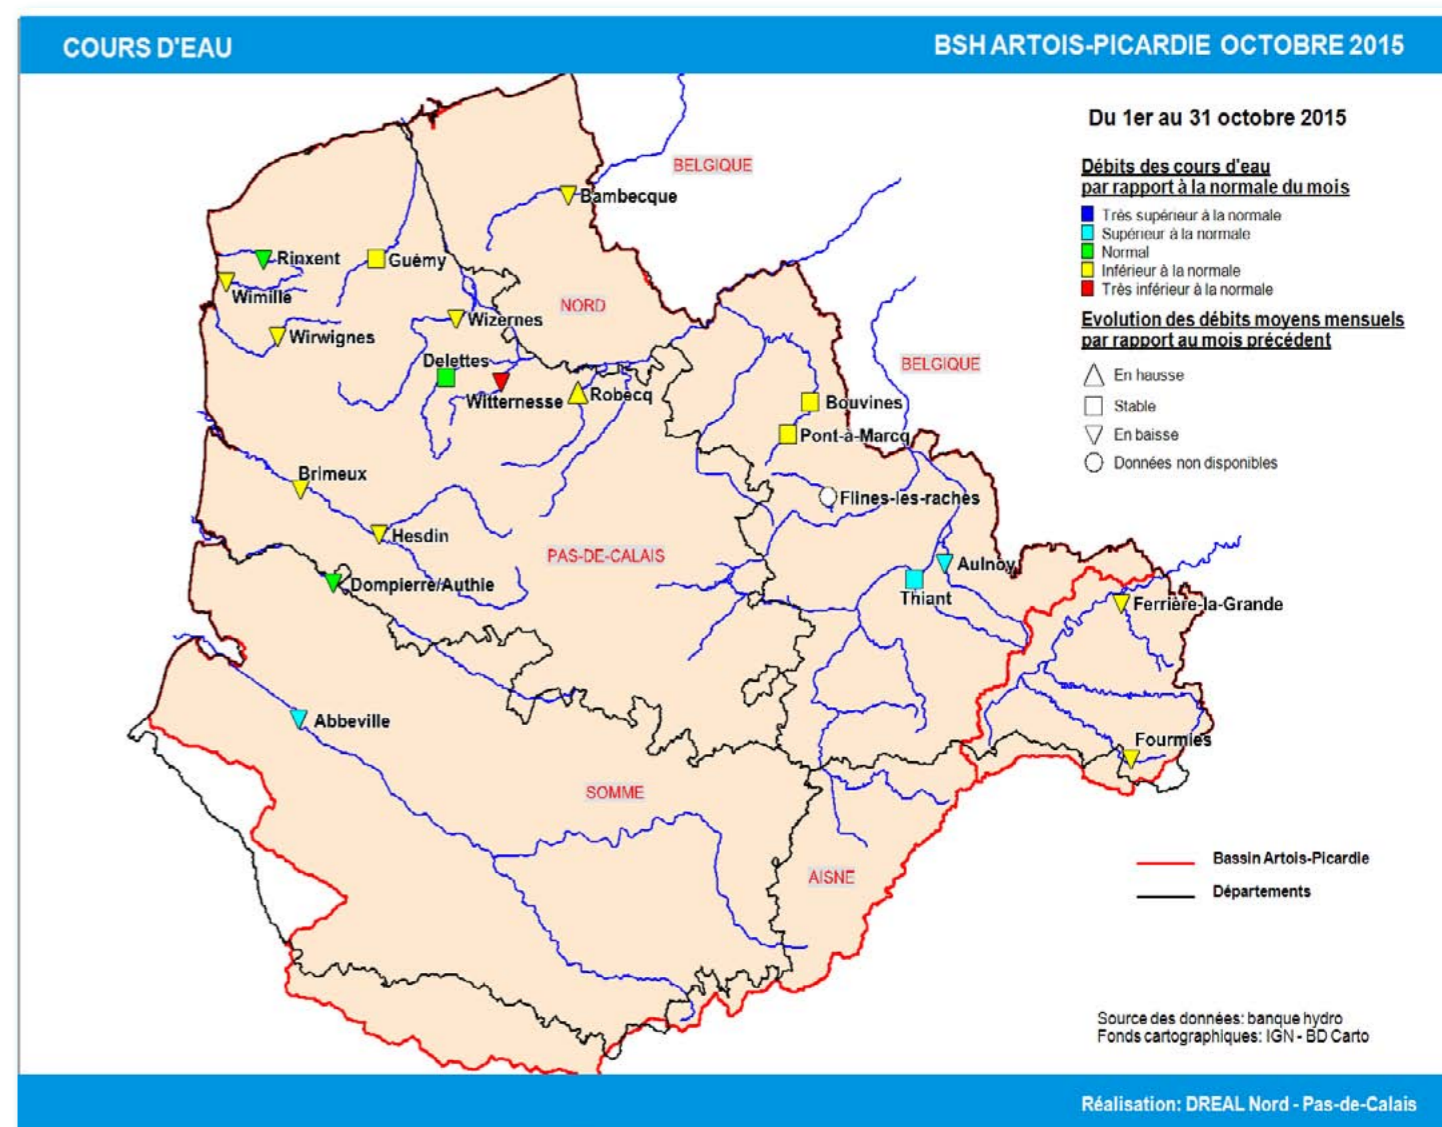 COURS D'EAU
BSH ARTOIS-PICARDIE OCTOBRE 2015
Du 1er au 31 octobre 2015
Débits des cours d'eau
par rapport à la normale du mois
Très supérieur à la normale
Supérieur à la normale
Normal
Inférieur à la normale
Très inférieur à la normale
Evolution des débits moyens mensuels
par rapport au mois précédent
En hausse
Stable
En baisse
Données non disponibles
BELGIQUE
Bambecque
Rinxent
Guémy
Wimille
NORD
Wizernes
Wirwignes
Delettes
BELGIQUE
Witternesse
Robecq
Bouvines
Pont-à-Marcq
Brimeux
Flines-les-raches
Hesdin
PAS-DE-CALAIS
Aulnoy
Dompierre/Authie
Thiant
Ferrière-la-Grande
Abbeville
Fourmies
SOMME
AISNE
Bassin Artois-Picardie
Départements
Source des données: banque hydro
Fonds cartographiques: IGN - BD Carto
Réalisation: DREAL Nord - Pas-de-Calais